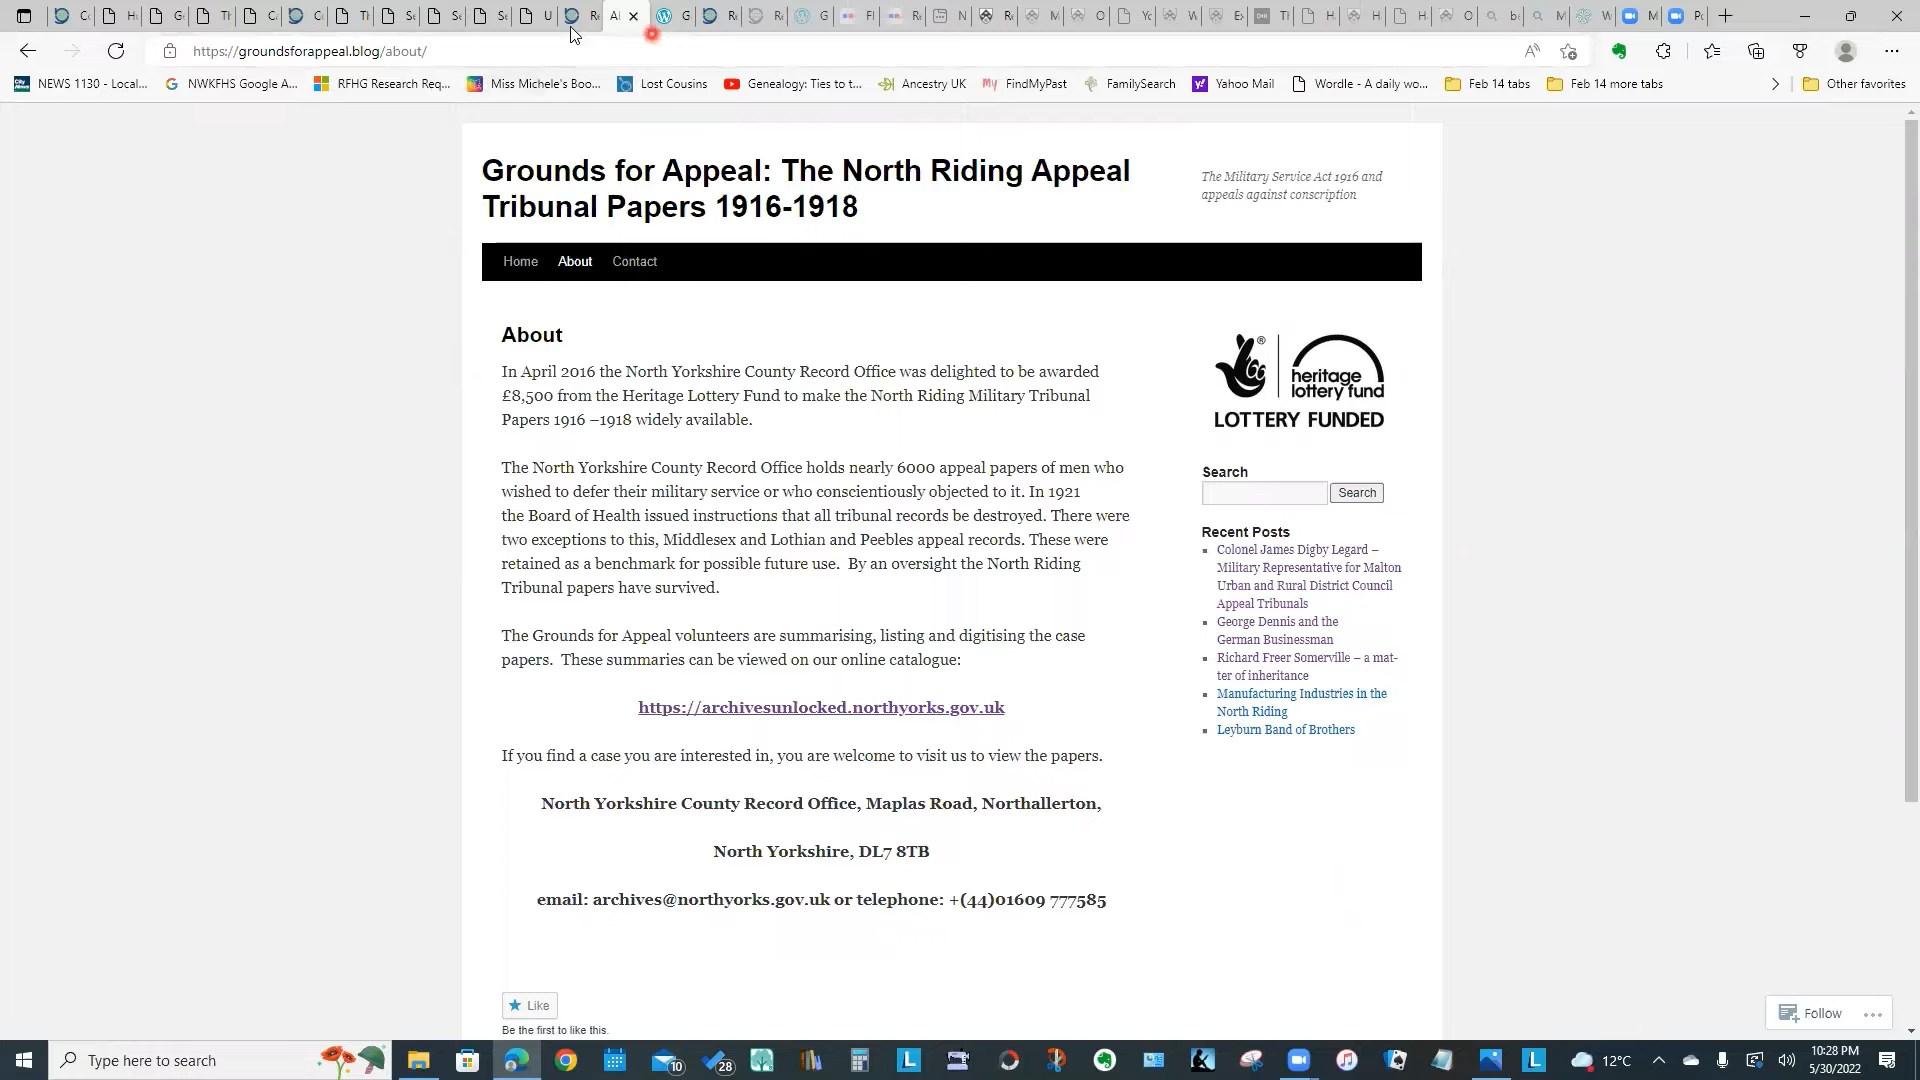 https://groundsforappeal.blog/about/
NEWS 1130 - Local...
NWKFHS Google A...
RFHG Research Req...
Miss Michele's Boo...
Lost Cousins
Genealogy: Ties to t...
Ancestry UK
FindMyPast
FamilySearch
Yahoo Mail
Wordle - A daily wo...
Feb 14 tabs
Feb 14 more tabs
Other favorites
Grounds for Appeal: The North Riding Appeal
Tribunal Papers 1916-1918
The Military Service Act 1916 and
appeals against conscription
Home About Contact
About
In April 2016 the North Yorkshire County Record Office was delighted to be awarded
£8,500 from the Heritage Lottery Fund to make the North Riding Military Tribunal
Papers 1916 –1918 widely available.
The North Yorkshire County Record Office holds nearly 6000 appeal papers of men who
wished to defer their military service or who conscientiously objected to it. In 1921
the Board of Health issued instructions that all tribunal records be destroyed. There were
two exceptions to this, Middlesex and Lothian and Peebles appeal records. These were
retained as a benchmark for possible future use.  By an oversight the North Riding
Tribunal papers have survived.
The Grounds for Appeal volunteers are summarising, listing and digitising the case
papers.  These summaries can be viewed on our online catalogue:
https://archivesunlocked.northyorks.gov.uk
If you find a case you are interested in, you are welcome to visit us to view the papers.
North Yorkshire County Record Office, Maplas Road, Northallerton,
North Yorkshire, DL7 8TB
email: archives@northyorks.gov.uk or telephone: +(44)01609 777585
Like
Be the first to like this.
®
heritage
lottery fund
LOTTERY FUNDED
Search
Search
Recent Posts
Colonel James Digby Legard –
Military Representative for Malton
Urban and Rural District Council
Appeal Tribunals
George Dennis and the
German Businessman
Richard Freer Somerville – a mat-
ter of inheritance
Manufacturing Industries in the
North Riding
Leyburn Band of Brothers
Follow
Type here to search
10
28
12°C
10:28 PM
5/30/2022